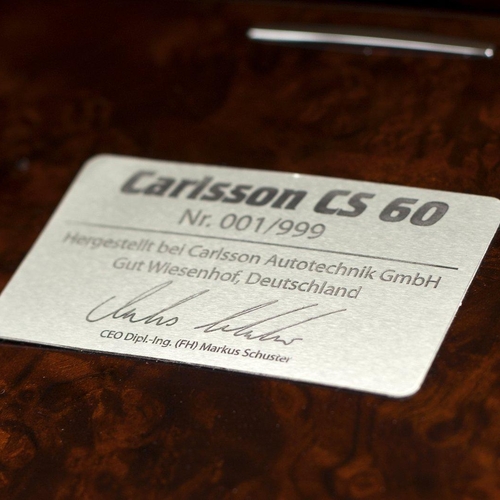 Carlsson CS 60
Nr. 001/999
Hergestellt bei Carlsson Autotechnik GmbH
Gut Wiesenhof, Deutschland
CEO Dipl.-Ing. (FH) Markus Schuster